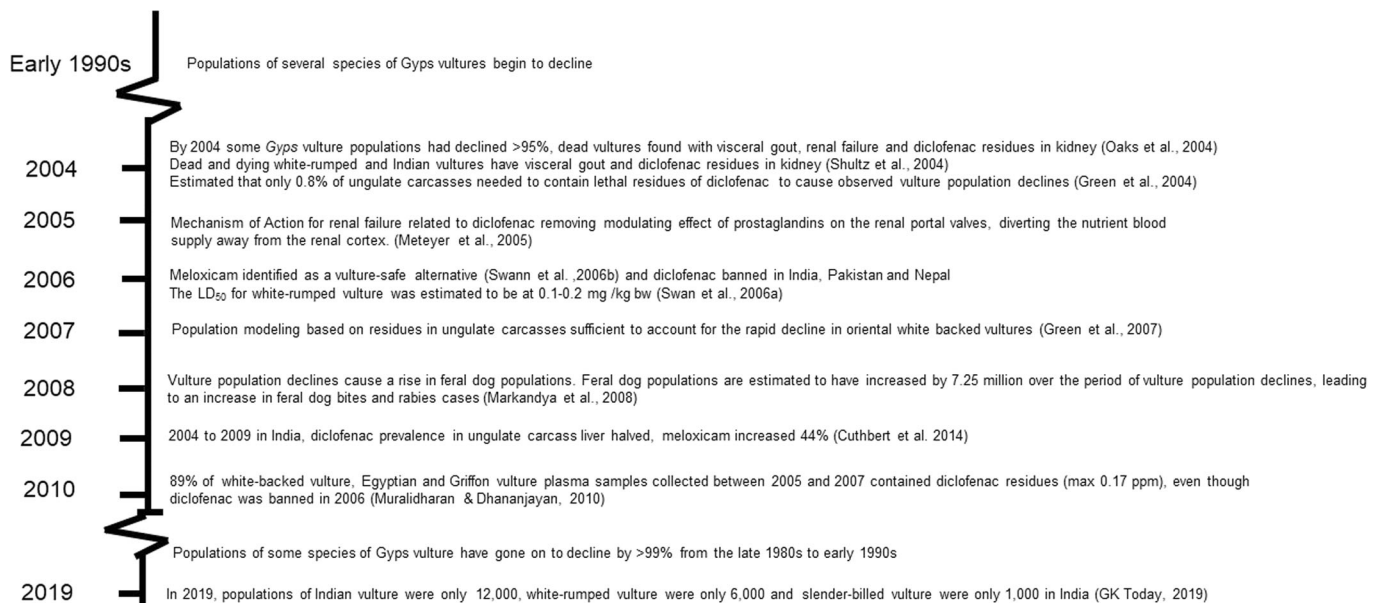 Early 1990s
Populations of several species of Gyps vultures begin to decline
2004
By 2004 some Gyps vulture populations had declined >95%, dead vultures found with visceral gout, renal failure and diclofenac residues in kidney (Oaks et al., 2004)
Dead and dying white-rumped and Indian vultures have visceral gout and diclofenac residues in kidney (Shultz et al., 2004)
Estimated that only 0.8% of ungulate carcasses needed to contain lethal residues of diclofenac to cause observed vulture population declines (Green et al., 2004)
2005
Mechanism of Action for renal failure related to diclofenac removing modulating effect of prostaglandins on the renal portal valves, diverting the nutrient blood
supply away from the renal cortex. (Meteyer et al., 2005)
2006
Meloxicam identified as a vulture-safe alternative (Swann et al. ,2006b) and diclofenac banned in India, Pakistan and Nepal
The LD50 for white-rumped vulture was estimated to be at 0.1-0.2 mg /kg bw (Swan et al., 2006a)
2007
Population modeling based on residues in ungulate carcasses sufficient to account for the rapid decline in oriental white backed vultures (Green et al., 2007)
2008
Vulture population declines cause a rise in feral dog populations. Feral dog populations are estimated to have increased by 7.25 million over the period of vulture population declines, leading
to an increase in feral dog bites and rabies cases (Markandya et al., 2008)
2009
2004 to 2009 in India, diclofenac prevalence in ungulate carcass liver halved, meloxicam increased 44% (Cuthbert et al. 2014)
2010
89% of white-backed vulture, Egyptian and Griffon vulture plasma samples collected between 2005 and 2007 contained diclofenac residues (max 0.17 ppm), even though
diclofenac was banned in 2006 (Muralidharan & Dhananjayan, 2010)
Populations of some species of Gyps vulture have gone on to decline by >99% from the late 1980s to early 1990s
2019
In 2019, populations of Indian vulture were only 12,000, white-rumped vulture were only 6,000 and slender-billed vulture were only 1,000 in India (GK Today, 2019)